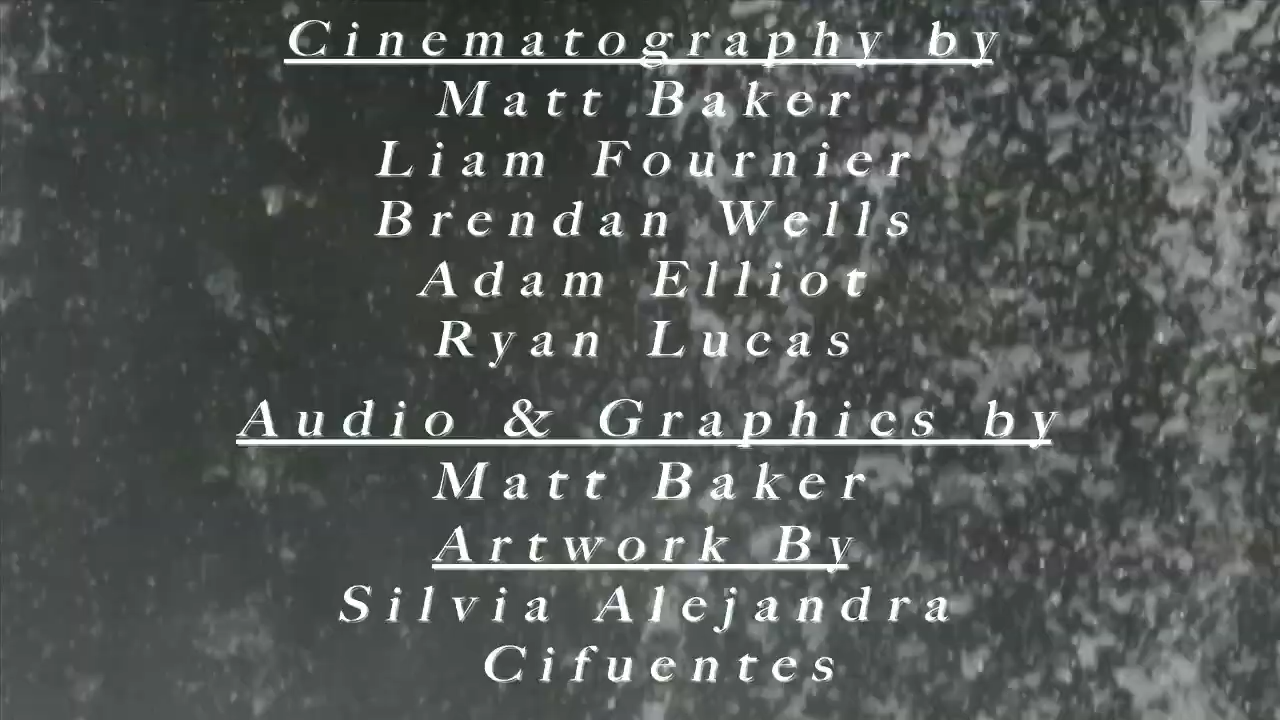 Cinematography by
Matt Baker
Liam Fournier
Brendan Wells
Adam Elliot
Ryan Lucas
Audio & Graphics by
Matt Baker
Artwork By
Silvia Alejandra
Cifuentes